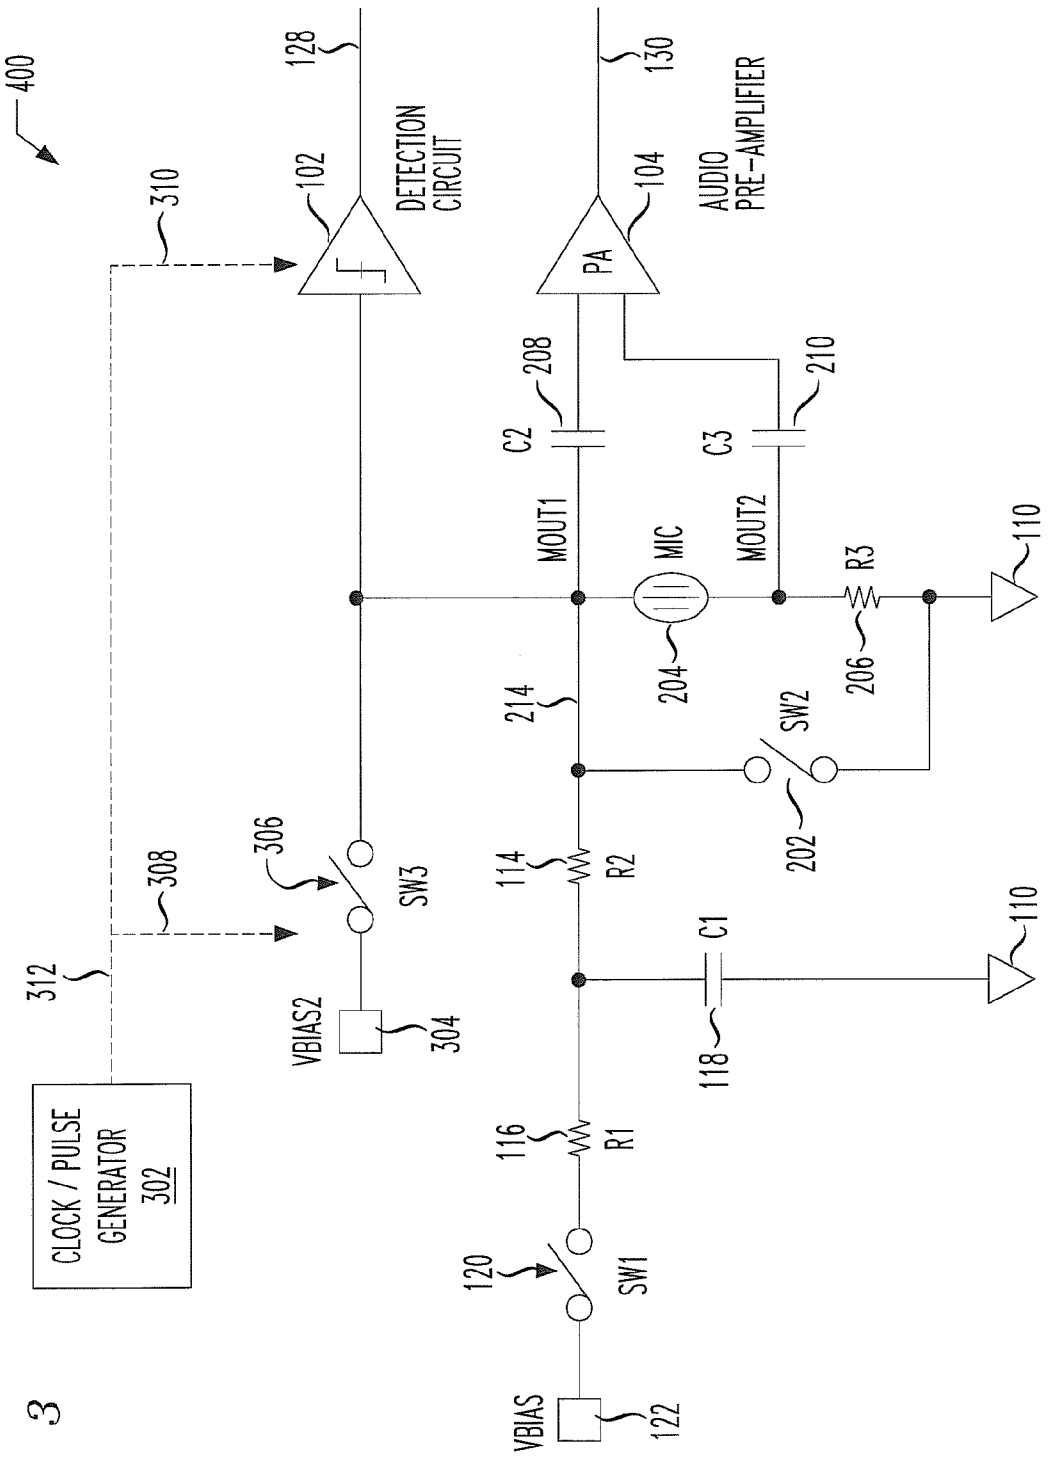 3
400
CLOCK / PULSE
GENERATOR
302
312
308
310
VBIAS2
304
306
SW3
102
128
DETECTION
CIRCUIT
VBIAS
122
120
SW1
116
R1
118
C1
110
114
R2
214
202
SW2
MOUT1
204
MIC
MOUT2
206
R3
110
C2
208
C3
210
PA
104
130
AUDIO
PRE-AMPLIFIER